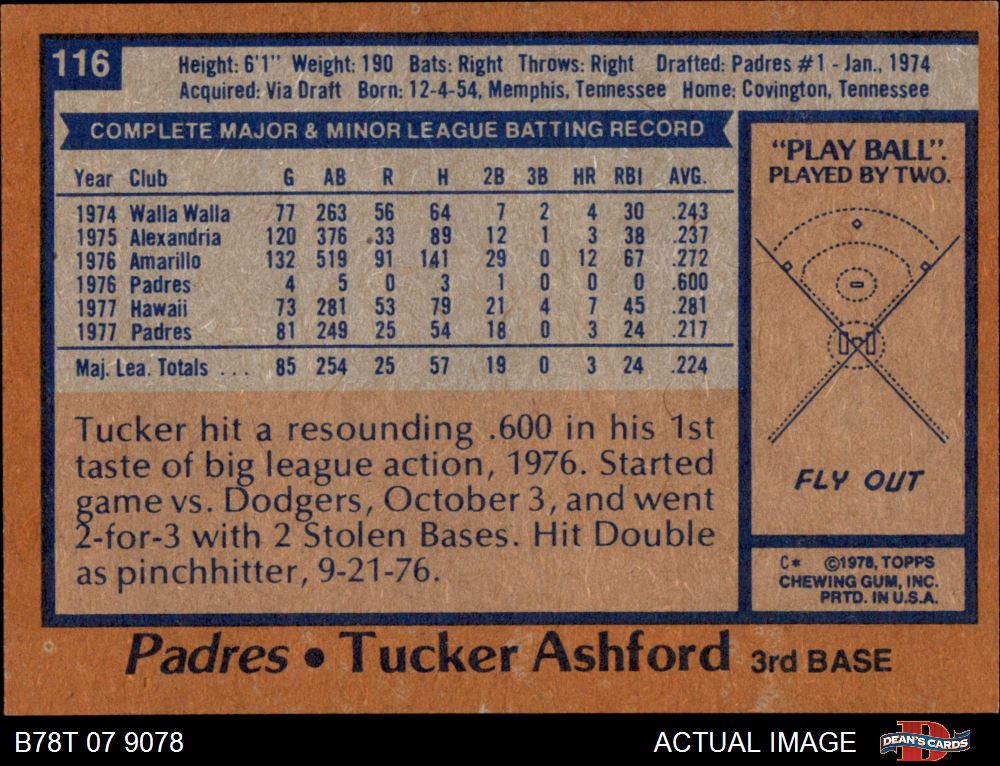 116
Height: 6'1" Weight: 190 Bats: Right Throws: Right Drafted: Padres #1 - Jan., 1974
Acquired: Via Draft Born: 12-4-54, Memphis, Tennessee Home: Covington, Tennessee
COMPLETE MAJOR & MINOR LEAGUE BATTING RECORD
Year Club G AB R H 2B 3B HR RBI AVG.
1974 Walla Walla 77 263 56 64 7 2 4 30 .243
1975 Alexandria 120 376 33 89 12 1 3 38 .237
1976 Amarillo 132 519 91 141 29 0 12 67 .272
1976 Padres 4 5 0 3 1 0 0 0 .600
1977 Hawaii 73 281 53 79 21 4 7 45 .281
1977 Padres 81 249 25 54 18 0 3 24 .217
Maj. Lea. Totals ... 85 254 25 57 19 0 3 24 .224
Tucker hit a resounding .600 in his 1st
taste of big league action, 1976. Started
game vs. Dodgers, October 3, and went
2-for-3 with 2 Stolen Bases. Hit Double
as pinchhitter, 9-21-76.
"PLAY BALL".
PLAYED BY TWO.
FLY OUT
C* ©1978, TOPPS
CHEWING GUM, INC.
PRTD. IN U.S.A.
Padres • Tucker Ashford 3rd BASE
B78T 07 9078
ACTUAL IMAGE
DEAN'S CARDS